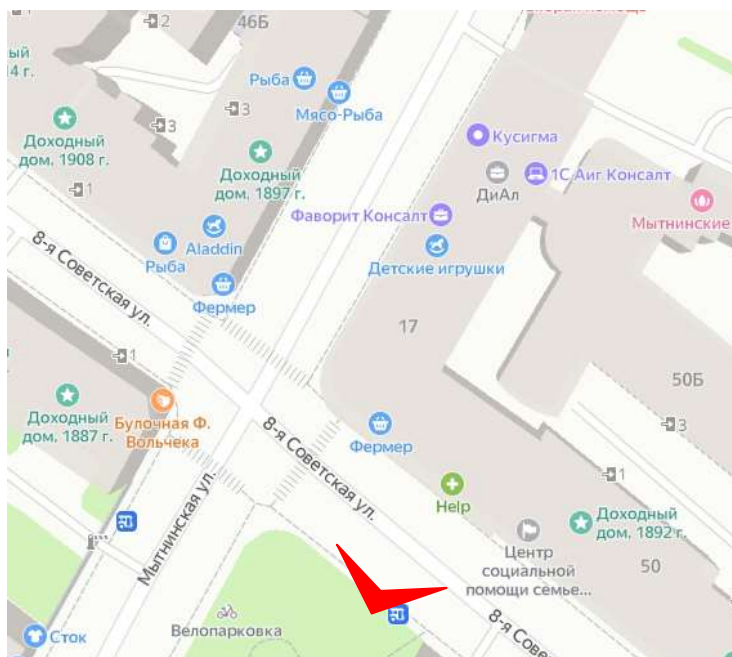 2
46Б
Рыба
Мясо-Рыба
3
3
Доходный
дом, 1908 г.
Доходный
дом, 1897 г.
1
Кусигма
1С Аиг Консалт
ДиАл
Мытнинские
Фаворит Консалт
Aladdin
Рыба
Детские игрушки
8-я Советская ул.
Фермер
17
1
50Б
Доходный
дом, 1887 г.
Булочная Ф.
Вольчека
8-я Советская ул.
Фермер
3
1
Help
Мытнинская ул.
Доходный
дом, 1892 г.
Центр
социальной
помощи семье...
50
Велопарковка
Сток
8-я Сове